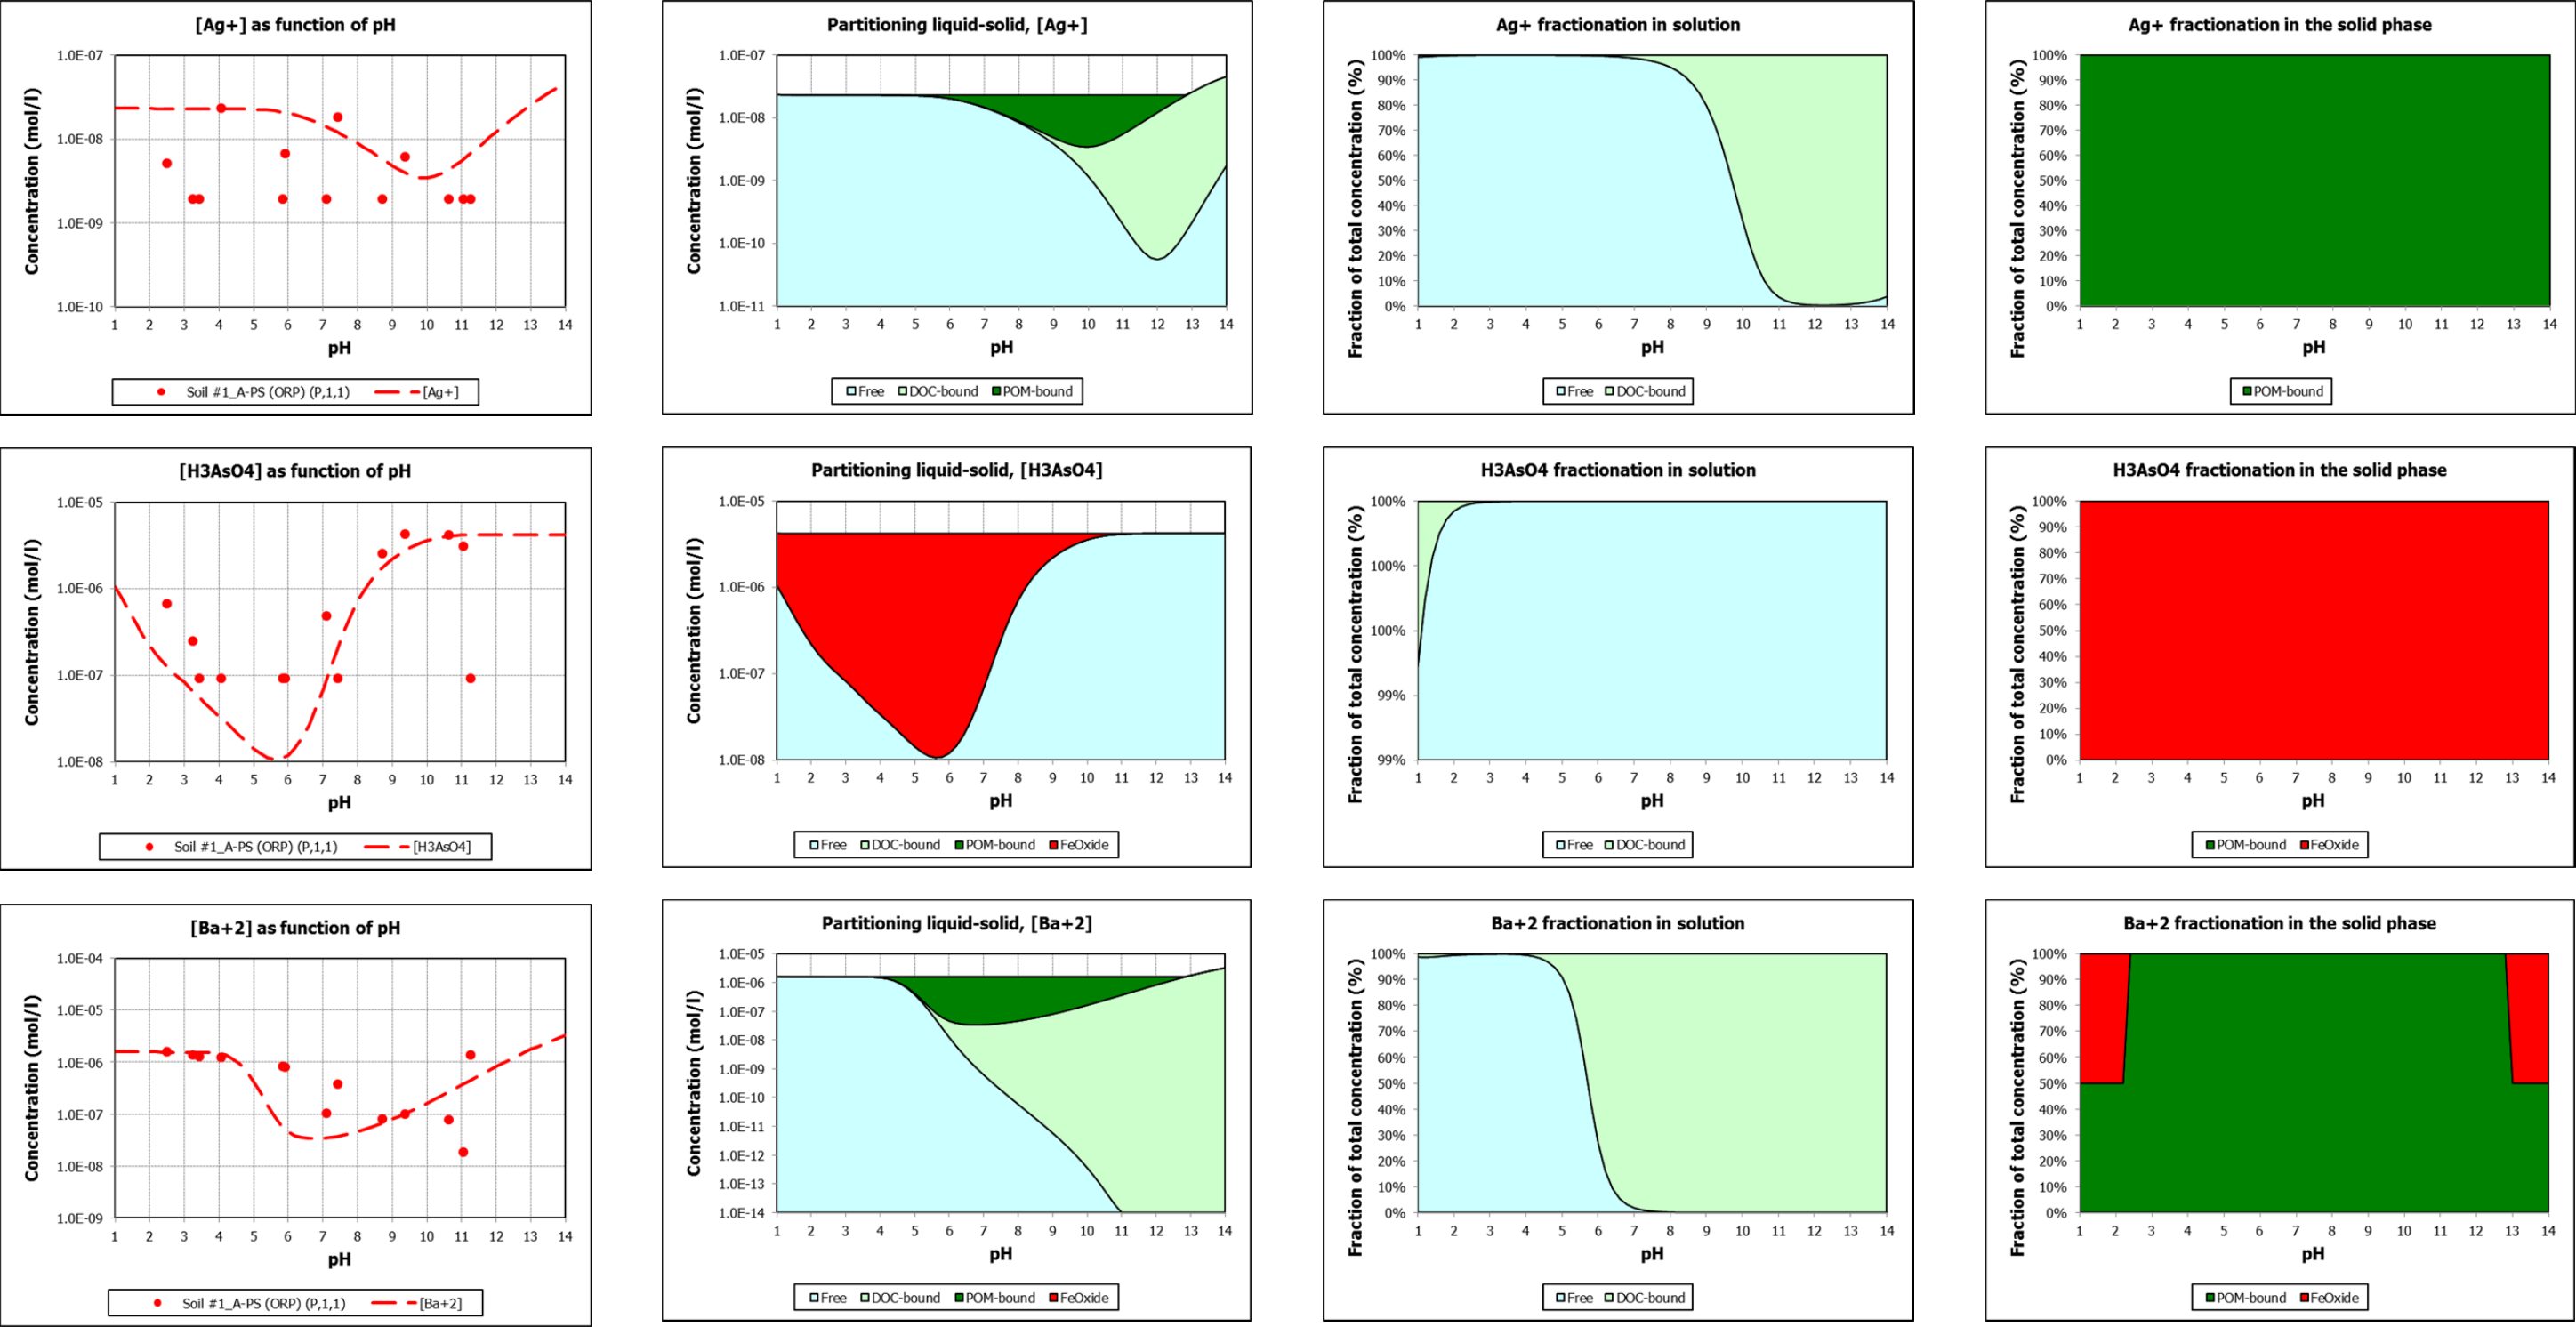 [Ag+] as function of pH
Concentration (mol/l)
1.0E-07
1.0E-08
1.0E-09
1.0E-10
1 2 3 4 5 6 7 8 9 10 11 12 13 14
pH
Soil #1_A-PS (ORP) (P,1,1) [Ag+]
Partitioning liquid-solid, [Ag+]
Concentration (mol/l)
1.0E-07
1.0E-08
1.0E-09
1.0E-10
1.0E-11
1 2 3 4 5 6 7 8 9 10 11 12 13 14
pH
Free DOC-bound POM-bound
Ag+ fractionation in solution
Fraction of total concentration (%)
100%
90%
80%
70%
60%
50%
40%
30%
20%
10%
0%
1 2 3 4 5 6 7 8 9 10 11 12 13 14
pH
Free DOC-bound
Ag+ fractionation in the solid phase
Fraction of total concentration (%)
100%
90%
80%
70%
60%
50%
40%
30%
20%
10%
0%
1 2 3 4 5 6 7 8 9 10 11 12 13 14
pH
POM-bound
[H3AsO4] as function of pH
Concentration (mol/l)
1.0E-05
1.0E-06
1.0E-07
1.0E-08
1 2 3 4 5 6 7 8 9 10 11 12 13 14
pH
Soil #1_A-PS (ORP) (P,1,1) [H3AsO4]
Partitioning liquid-solid, [H3AsO4]
Concentration (mol/l)
1.0E-05
1.0E-06
1.0E-07
1.0E-08
1 2 3 4 5 6 7 8 9 10 11 12 13 14
pH
Free DOC-bound POM-bound FeOxide
H3AsO4 fractionation in solution
Fraction of total concentration (%)
100%
100%
100%
99%
99%
1 2 3 4 5 6 7 8 9 10 11 12 13 14
pH
Free DOC-bound
H3AsO4 fractionation in the solid phase
Fraction of total concentration (%)
100%
90%
80%
70%
60%
50%
40%
30%
20%
10%
0%
1 2 3 4 5 6 7 8 9 10 11 12 13 14
pH
POM-bound FeOxide
[Ba+2] as function of pH
Concentration (mol/l)
1.0E-04
1.0E-05
1.0E-06
1.0E-07
1.0E-08
1.0E-09
1 2 3 4 5 6 7 8 9 10 11 12 13 14
pH
Soil #1_A-PS (ORP) (P,1,1) [Ba+2]
Partitioning liquid-solid, [Ba+2]
Concentration (mol/l)
1.0E-05
1.0E-06
1.0E-07
1.0E-08
1.0E-09
1.0E-10
1.0E-11
1.0E-12
1.0E-13
1.0E-14
1 2 3 4 5 6 7 8 9 10 11 12 13 14
pH
Free DOC-bound POM-bound FeOxide
Ba+2 fractionation in solution
Fraction of total concentration (%)
100%
90%
80%
70%
60%
50%
40%
30%
20%
10%
0%
1 2 3 4 5 6 7 8 9 10 11 12 13 14
pH
Free DOC-bound
Ba+2 fractionation in the solid phase
Fraction of total concentration (%)
100%
90%
80%
70%
60%
50%
40%
30%
20%
10%
0%
1 2 3 4 5 6 7 8 9 10 11 12 13 14
pH
POM-bound FeOxide